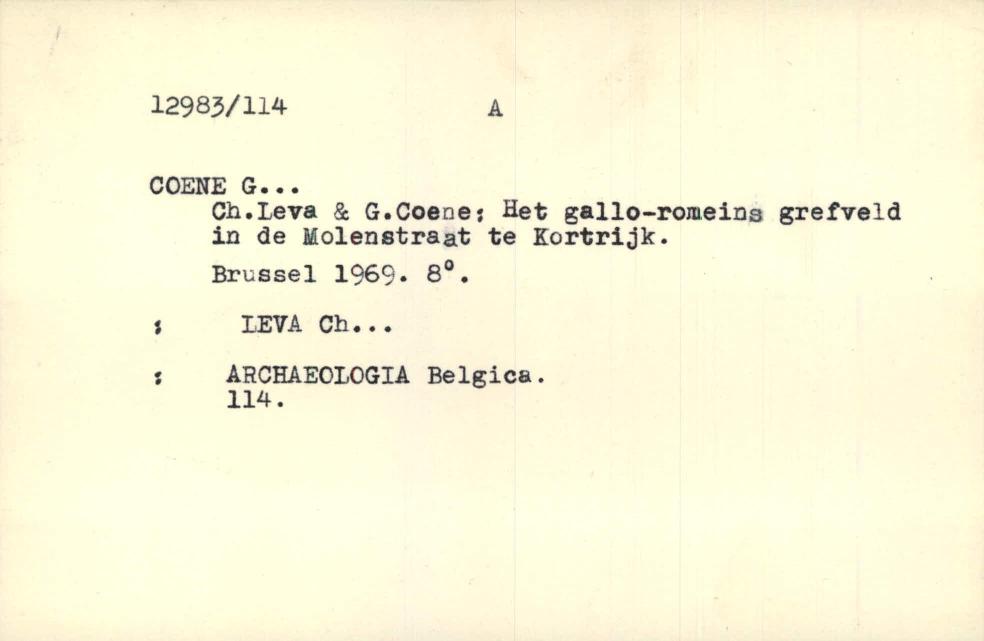 12983/114 A
COENE G...
Ch.Leva & G.Coene: Het gallo-romeins grefveld
in de Molenstraat te Kortrijk.
Brussel 1969. 8°.
: LEVA Ch...
: ARCHAEOLOGIA Belgica.
114.